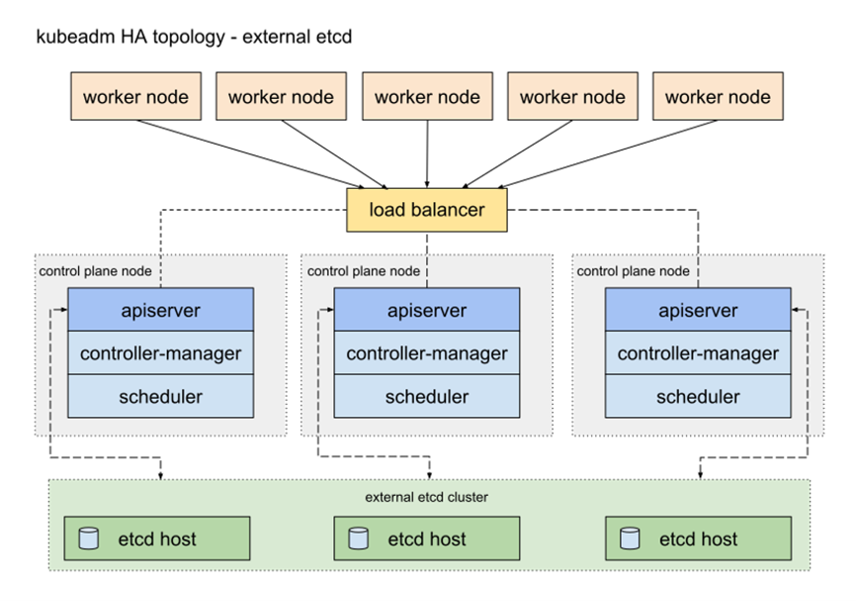 kubeadm HA topology - external etcd
worker node
worker node
worker node
worker node
worker node
load balancer
control plane node
apiserver
controller-manager
scheduler
control plane node
apiserver
controller-manager
scheduler
control plane node
apiserver
controller-manager
scheduler
external etcd cluster
etcd host
etcd host
etcd host